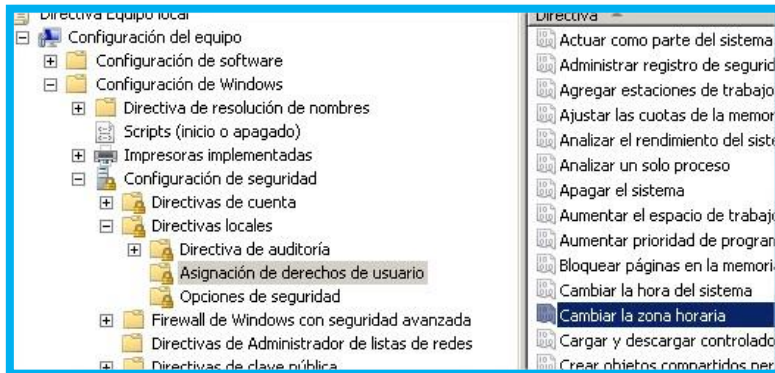 Directiva Equipo local
Configuración del equipo
Configuración de software
Configuración de Windows
Directiva de resolución de nombres
Scripts (inicio o apagado)
Impresoras implementadas
Configuración de seguridad
Directivas de cuenta
Directivas locales
Directiva de auditoría
Asignación de derechos de usuario
Opciones de seguridad
Firewall de Windows con seguridad avanzada
Directivas de Administrador de listas de redes
Directivas de clave pública
Directiva
Actuar como parte del sistema
Administrar registro de segurid
Agregar estaciones de trabajo
Ajustar las cuotas de la memor
Analizar el rendimiento del siste
Analizar un solo proceso
Apagar el sistema
Aumentar el espacio de trabaj
Aumentar prioridad de program
Bloquear páginas en la memori
Cambiar la hora del sistema
Cambiar la zona horaria
Cargar y descargar controlado
Crear objetos compartidos per